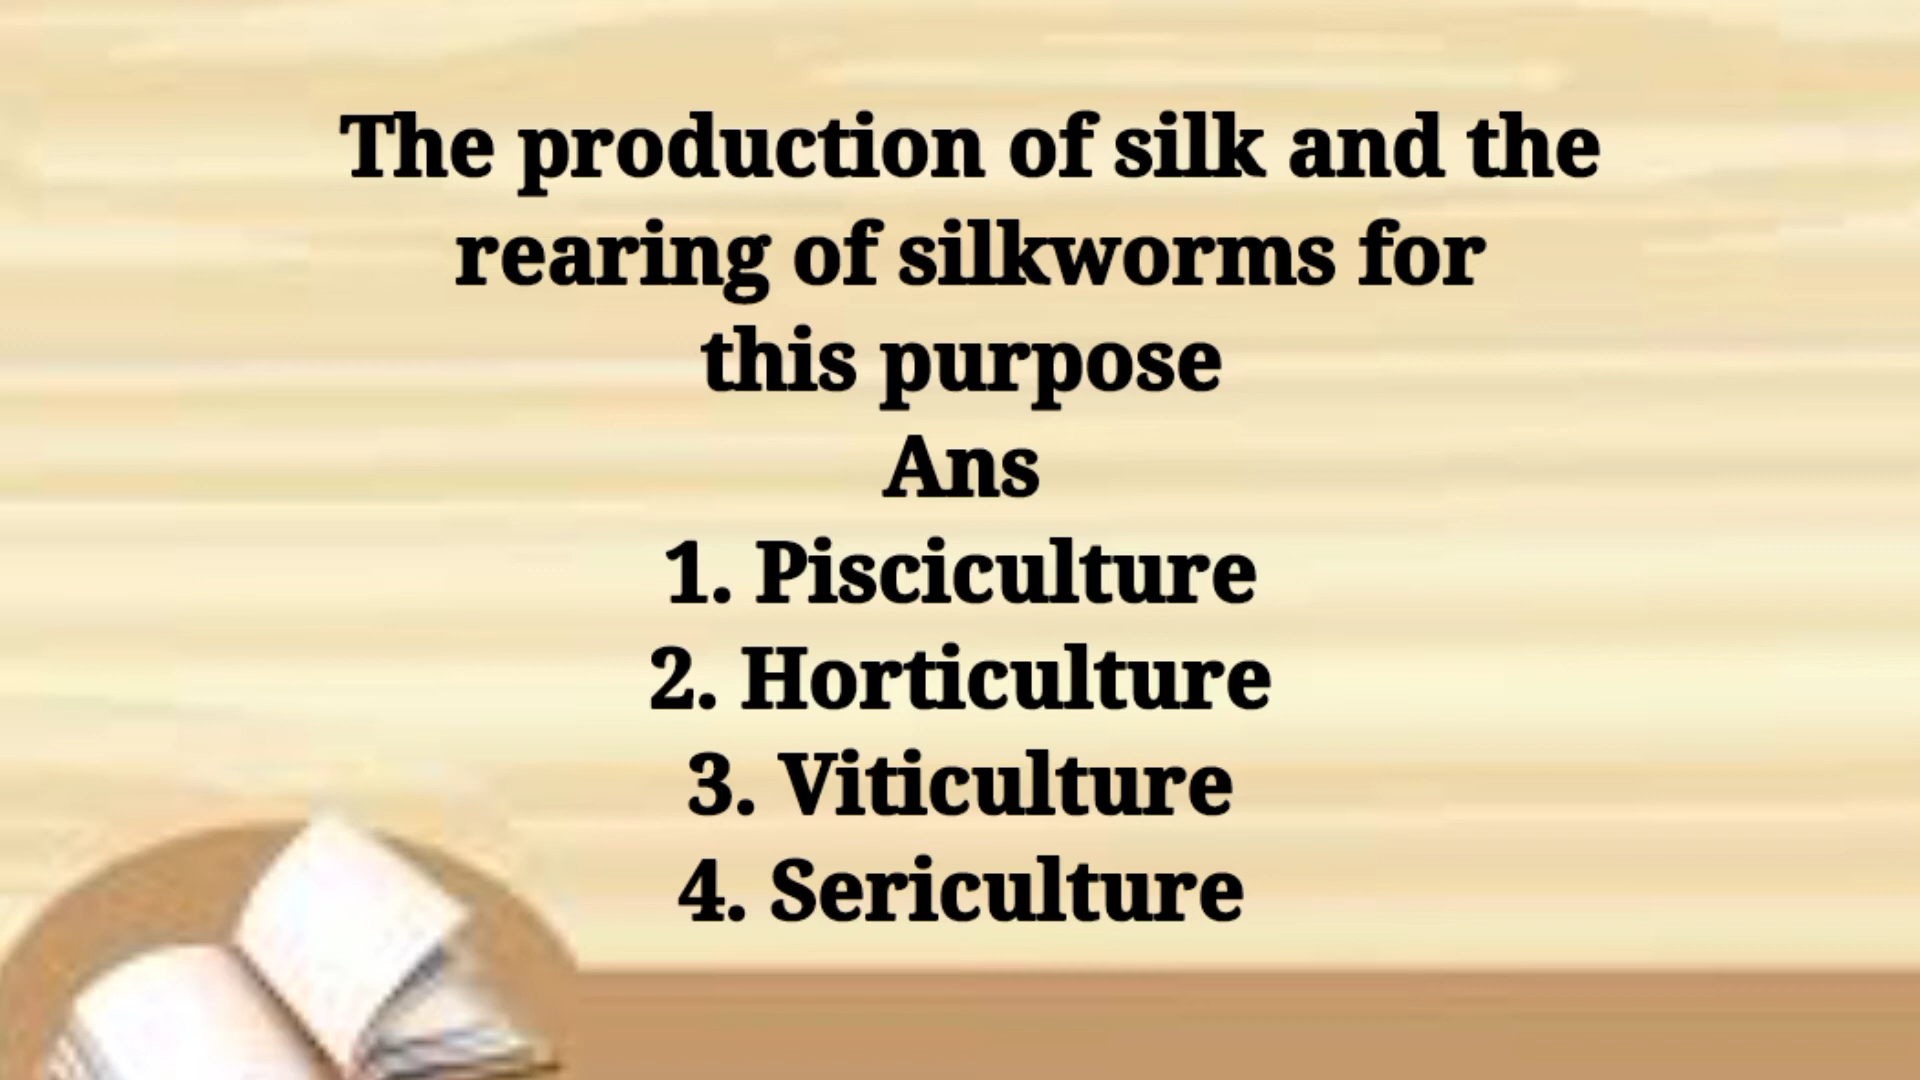 The production of silk and the
rearing of silkworms for
this purpose
Ans
1. Pisciculture
2. Horticulture
3. Viticulture
4. Sericulture